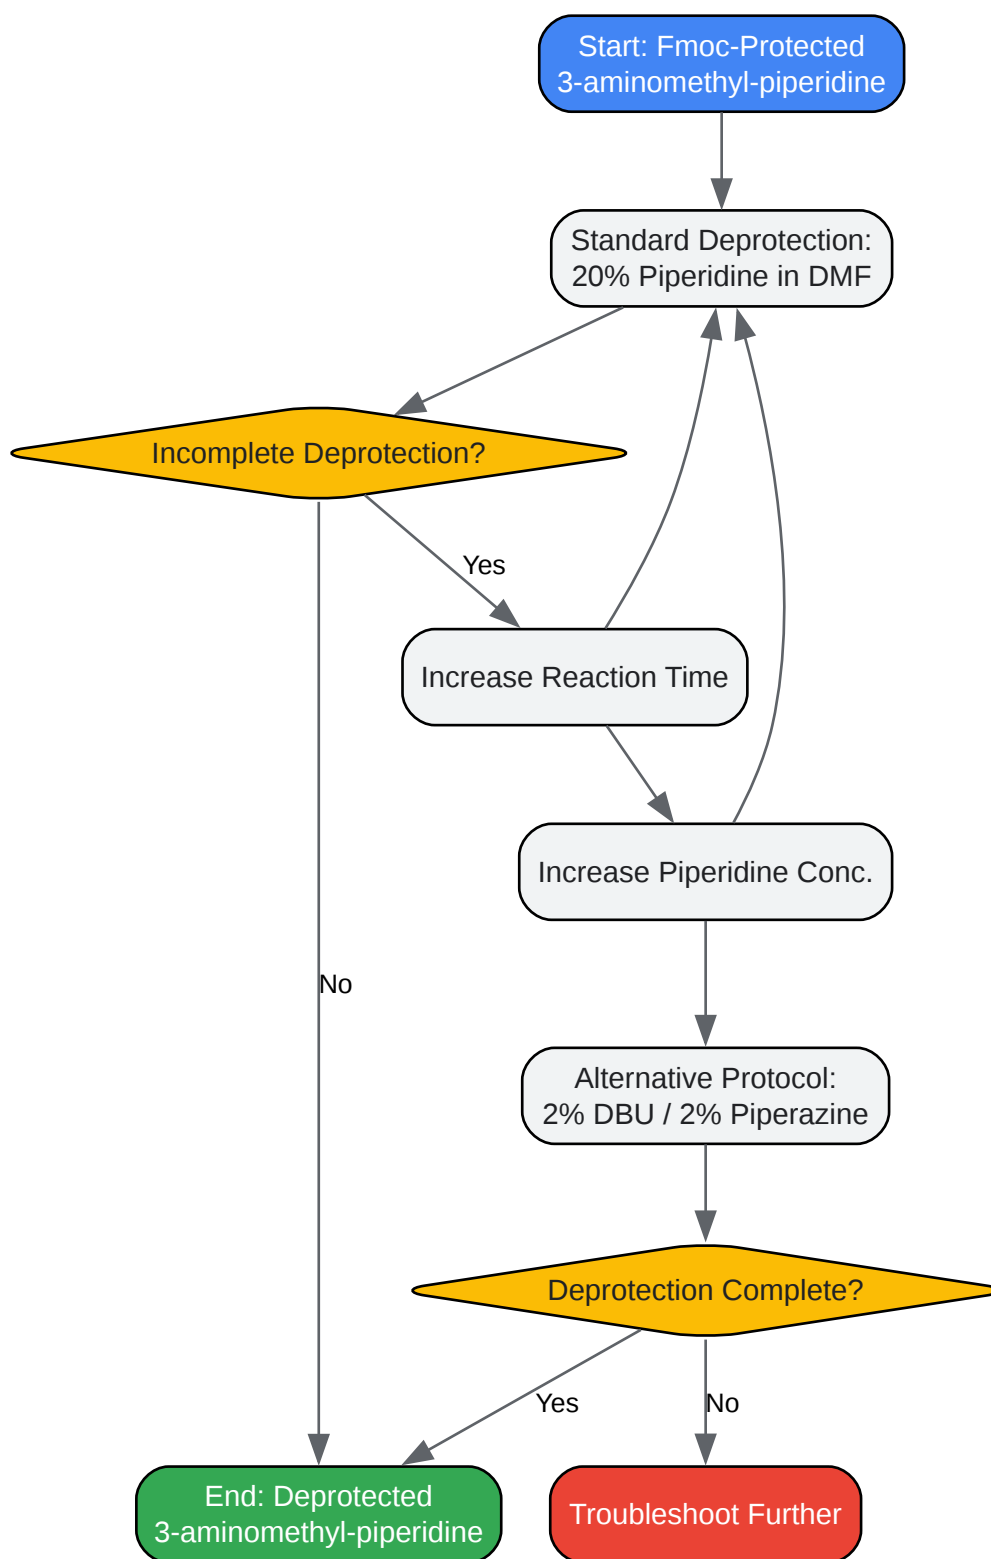 Start: Fmoc-Protected
3-aminomethyl-piperidine
Standard Deprotection:
20% Piperidine in DMF
Incomplete Deprotection?
Yes
Increase Reaction Time
Increase Piperidine Conc.
No
Alternative Protocol:
2% DBU / 2% Piperazine
Deprotection Complete?
Yes
No
End: Deprotected
3-aminomethyl-piperidine
Troubleshoot Further